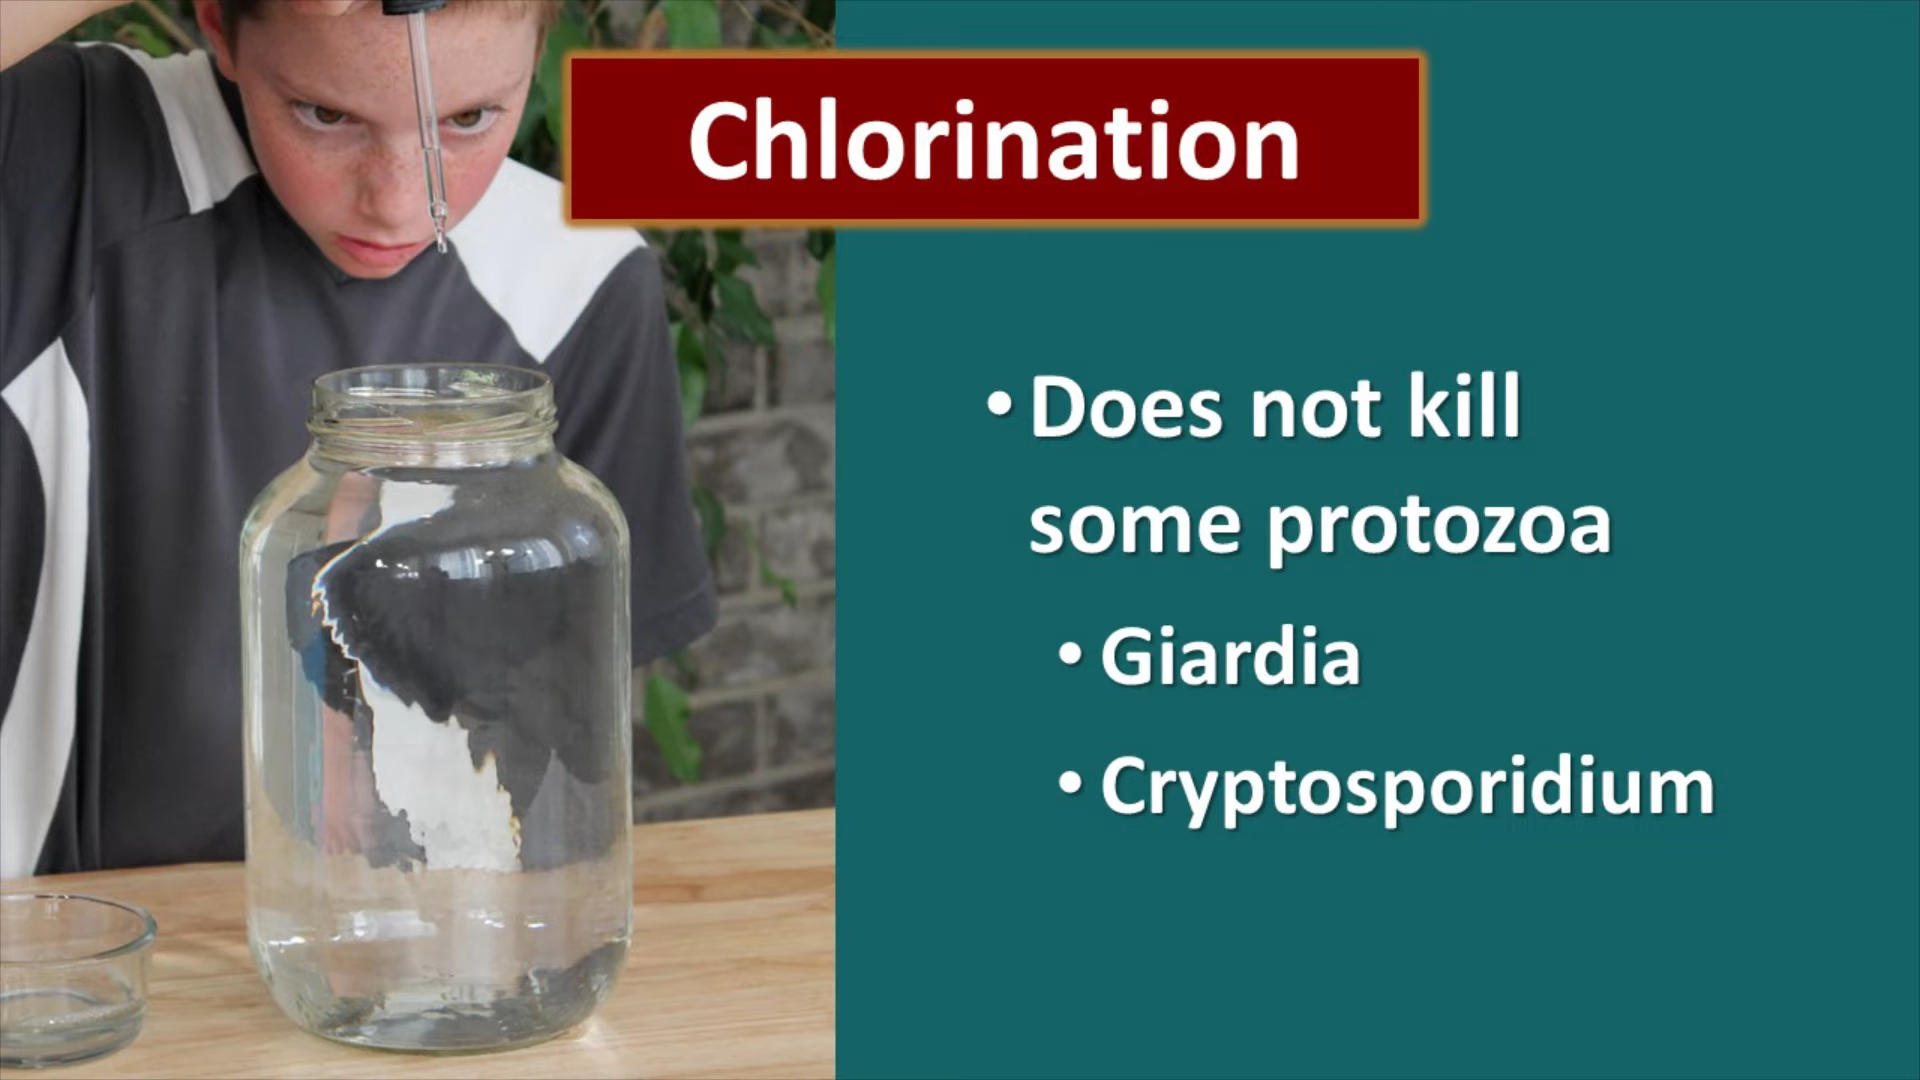 Chlorination
• Does not kill
some protozoa
• Giardia
• Cryptosporidium